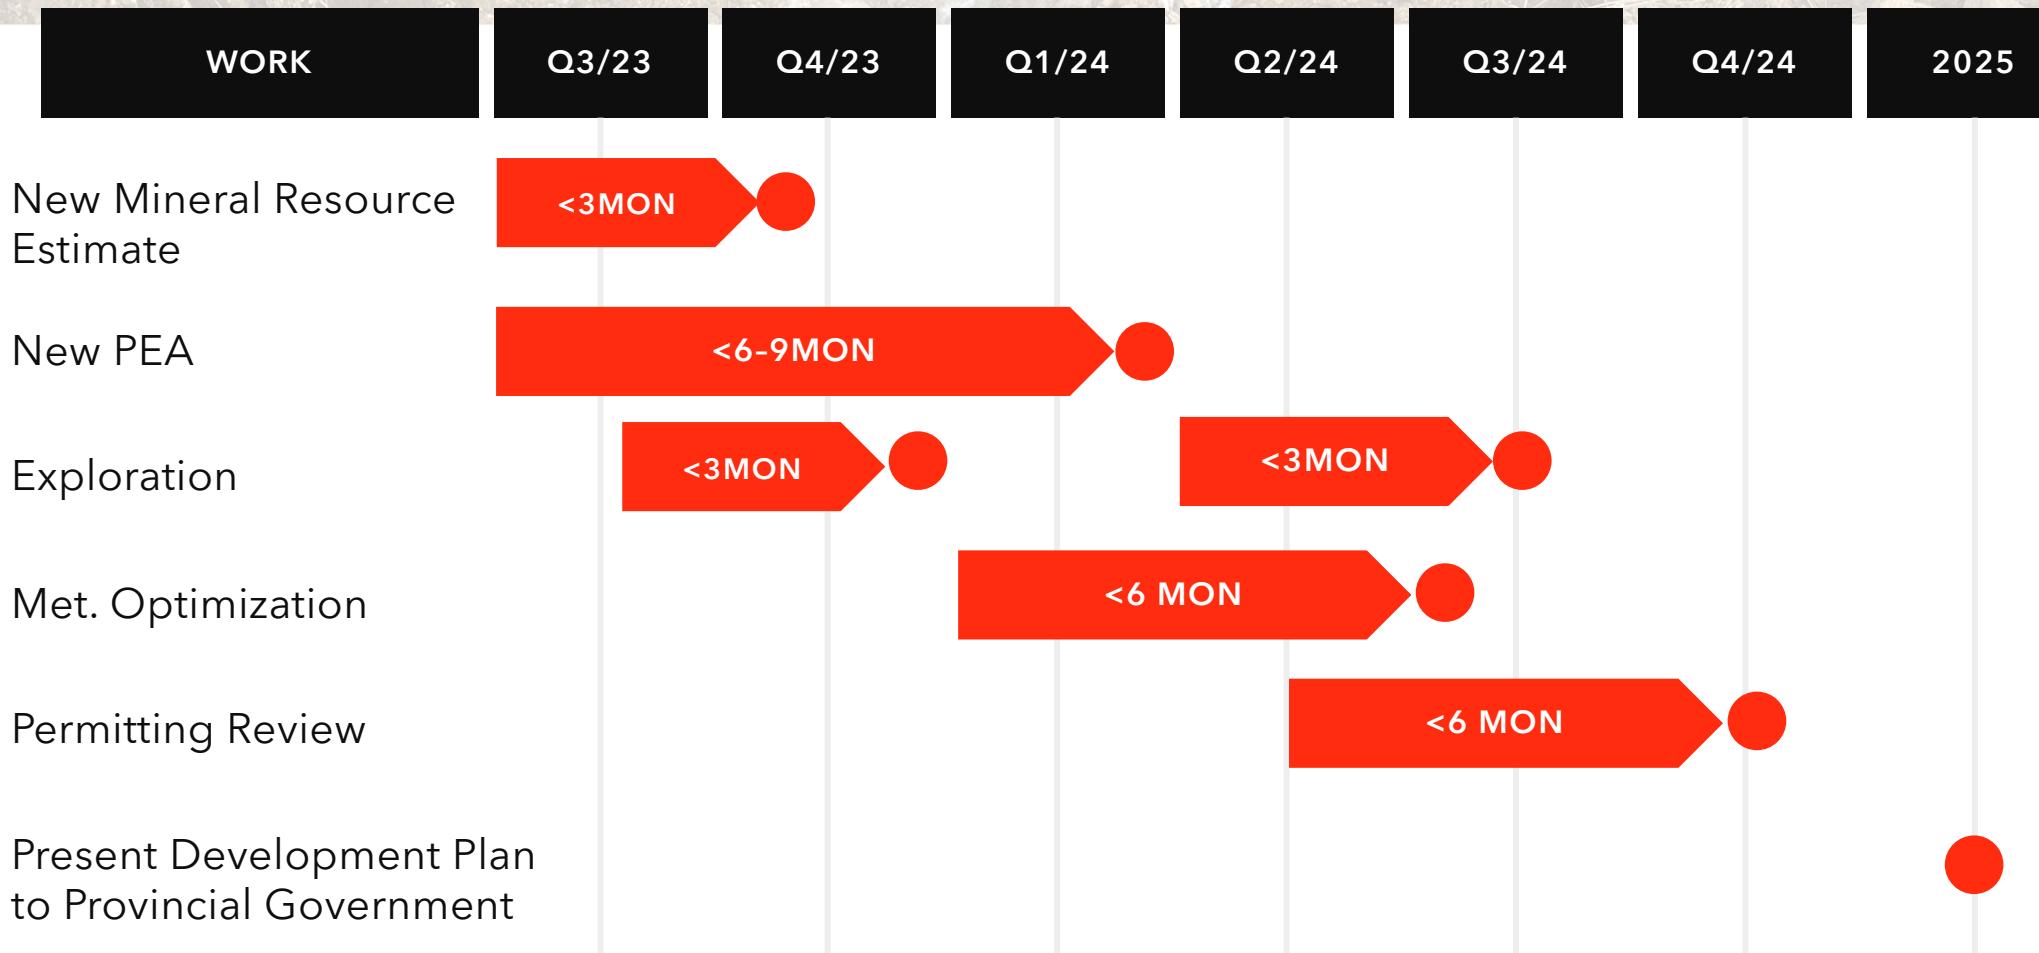 WORK
Q3/23
Q4/23
Q1/24
Q2/24
Q3/24
Q4/24
2025
New Mineral Resource
Estimate
<3MON
New PEA
<6–9MON
Exploration
<3MON
<3MON
Met. Optimization
<6 MON
Permitting Review
<6 MON
Present Development Plan
to Provincial Government